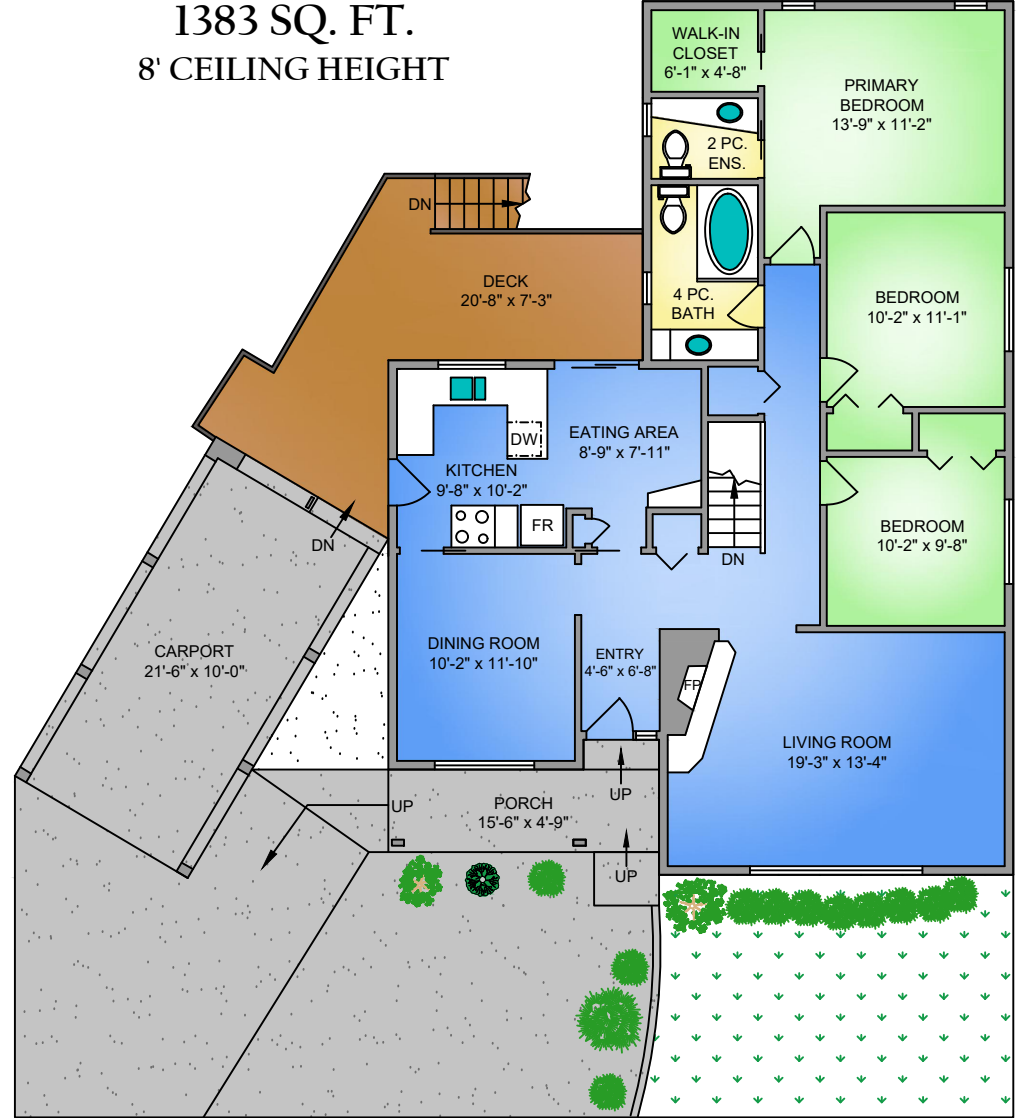 1383 SQ. FT.
8' CEILING HEIGHT
WALK-IN
CLOSET
6'-1" x 4'-8"
PRIMARY
BEDROOM
13'-9" x 11'-2"
2 PC.
ENS.
DN
DECK
20'-8" x 7'-3"
4 PC.
BATH
BEDROOM
10'-2" x 11'-1"
DW
EATING AREA
8'-9" x 7'-11"
KITCHEN
9'-8" x 10'-2"
FR
DN
DN
BEDROOM
10'-2" x 9'-8"
CARPORT
21'-6" x 10'-0"
DINING ROOM
10'-2" x 11'-10"
ENTRY
4'-6" x 6'-8"
FP
LIVING ROOM
19'-3" x 13'-4"
UP
PORCH
15'-6" x 4'-9"
UP
UP